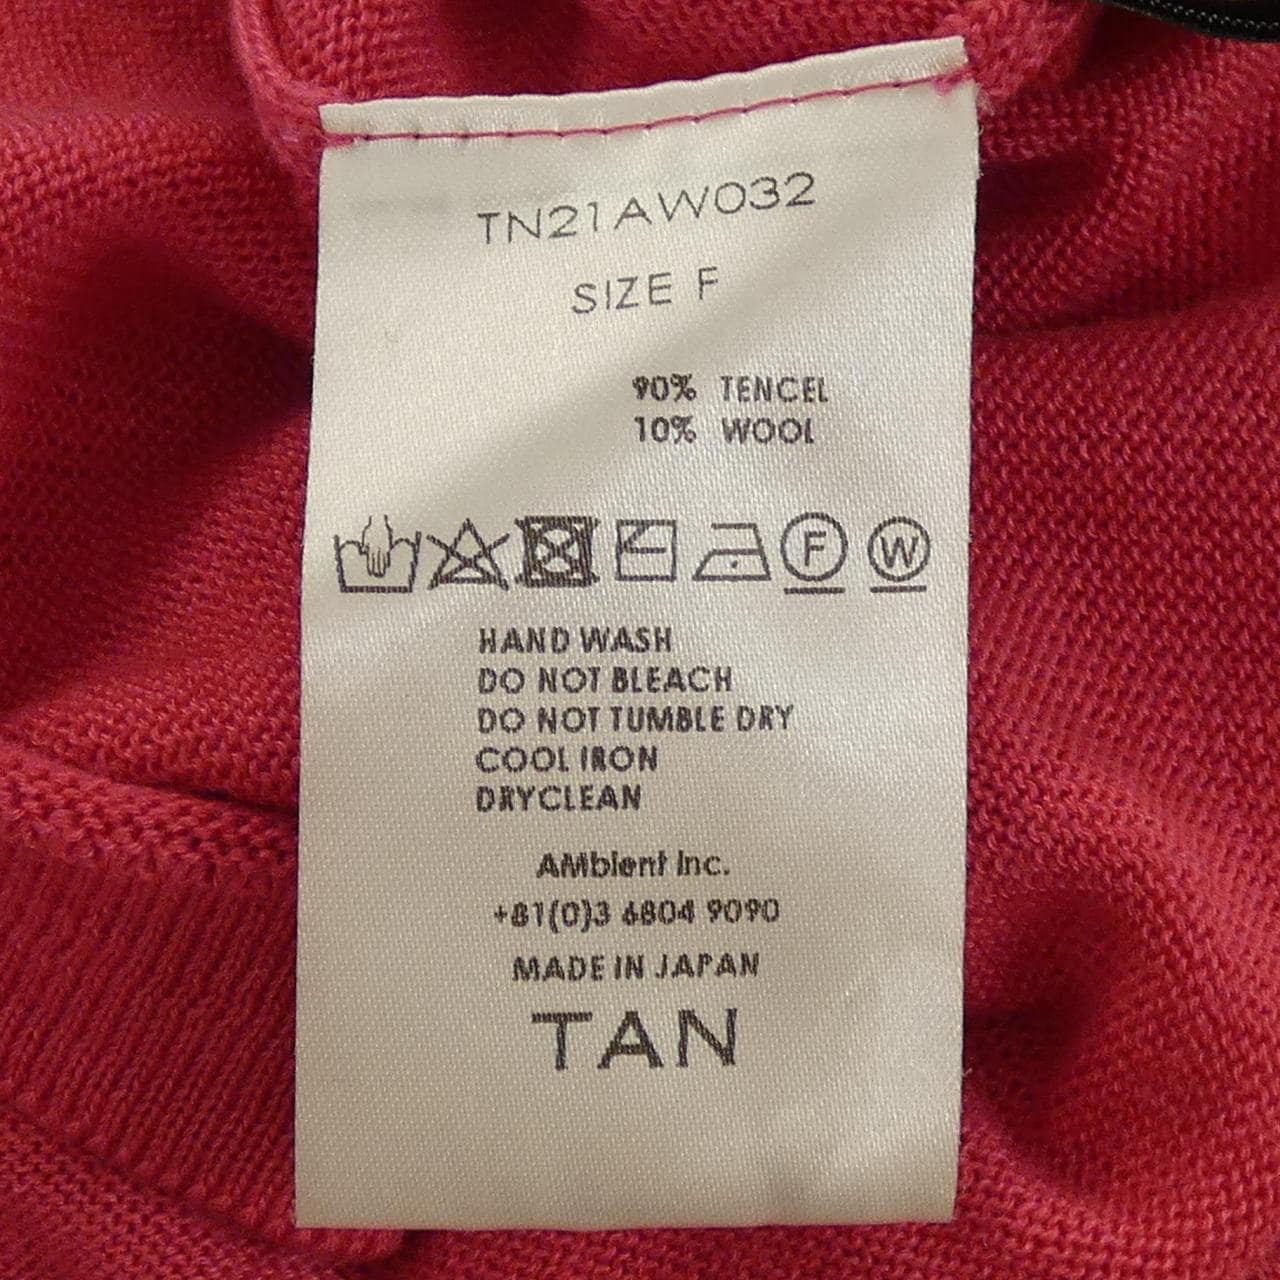 TN21AW032
SIZE F
90% TENCEL
10% WOOL
F W
HAND WASH
DO NOT BLEACH
DO NOT TUMBLE DRY
COOL IRON
DRYCLEAN
AMbient Inc.
+81(0)3 6804 9090
MADE IN JAPAN
TAN